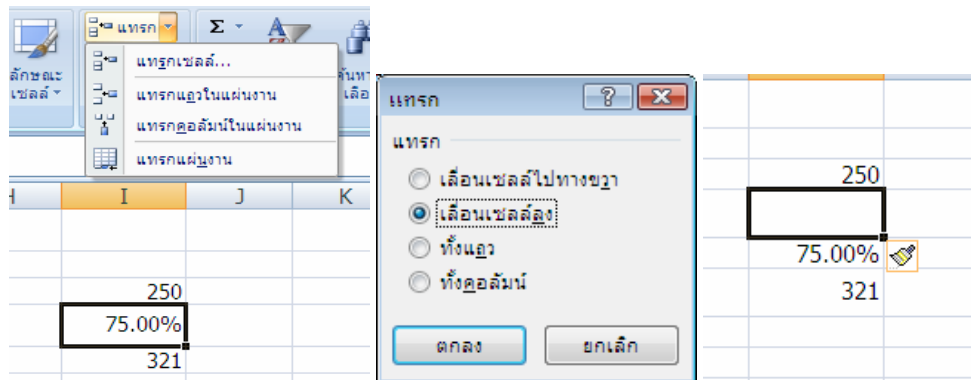 แทรก Σ
ลักษณะ
เซลล์
แทรกเซลล์...
แทรกแถวในแผ่นงาน
แทรกคอลัมน์ในแผ่นงาน
แทรกแผ่นงาน
I J K
250
75.00%
321
แทรก
แทรก
เลื่อนเซลล์ไปทางขวา
เลื่อนเซลล์ลง
ทั้งแถว
ทั้งคอลัมน์
ตกลง ยกเลิก
250
75.00%
321